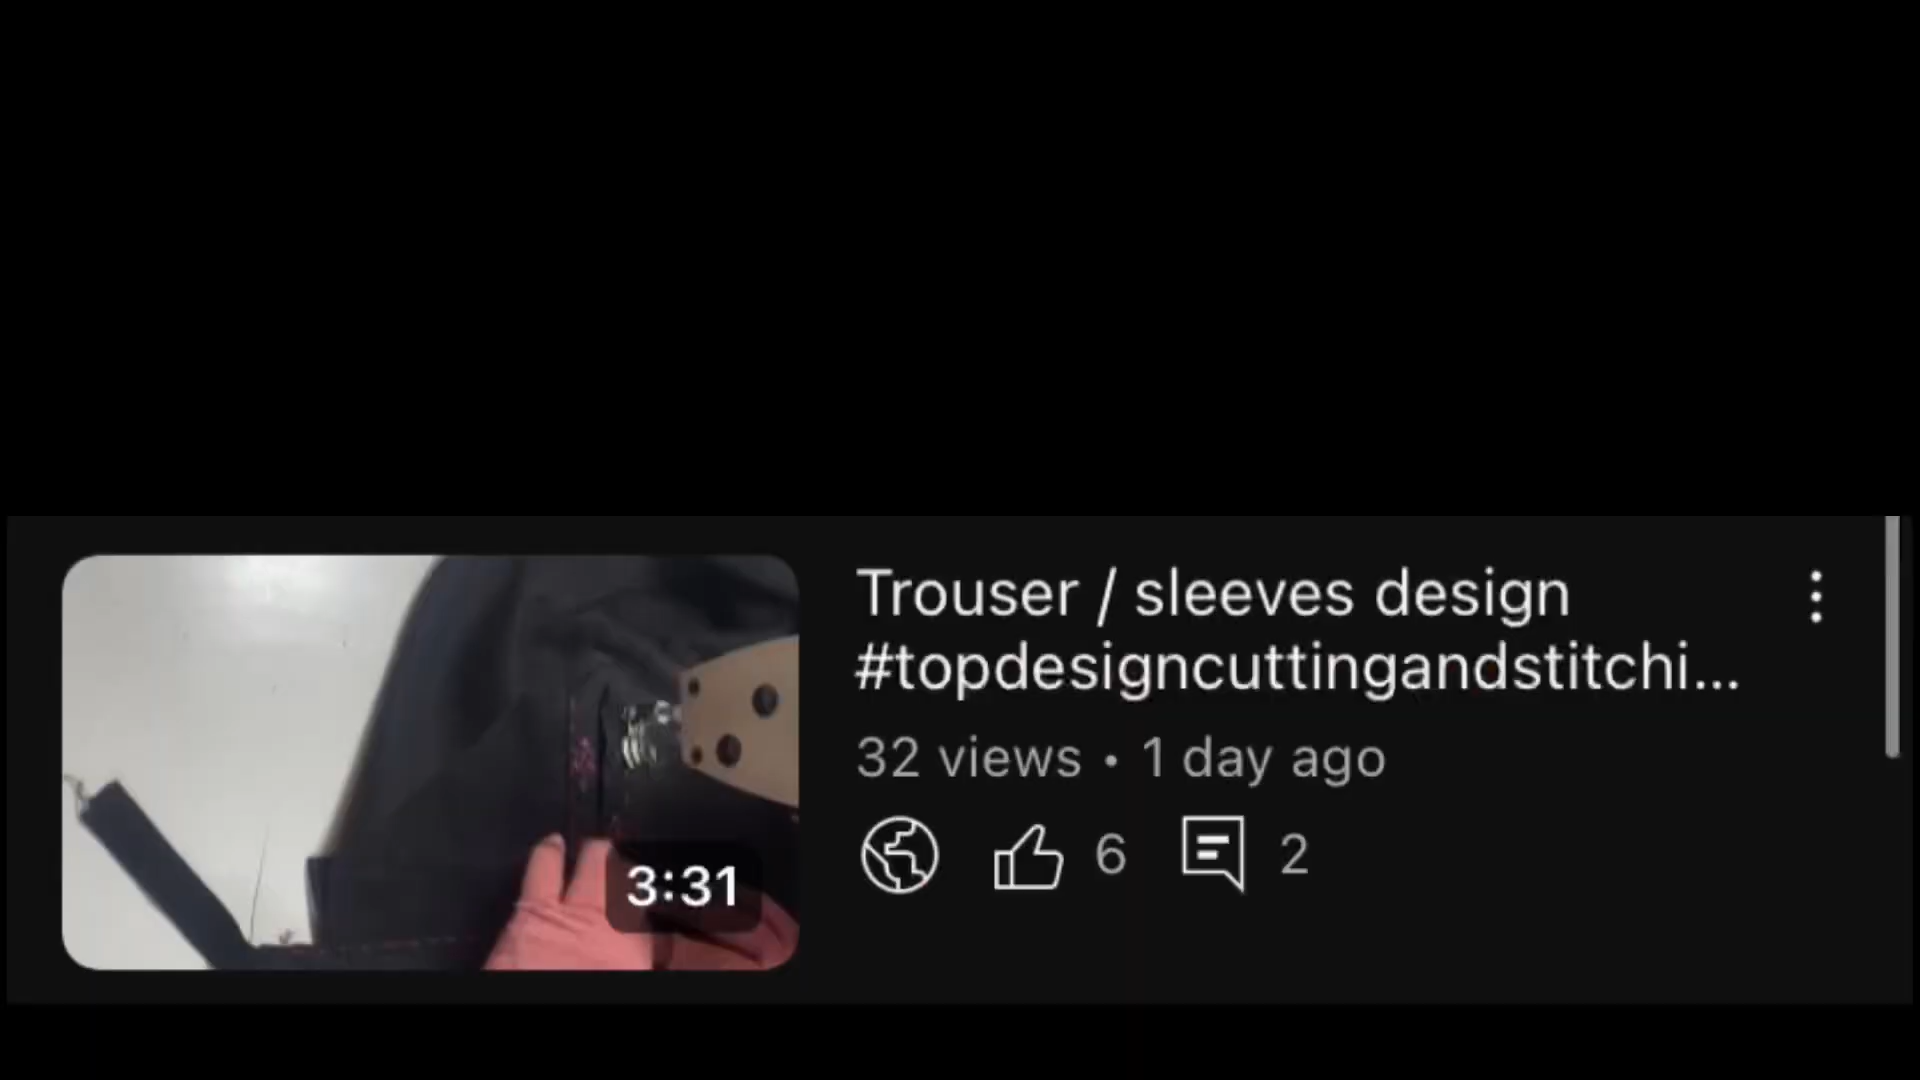 Trouser / sleeves design
#topdesigncuttingandstitchi...
32 views • 1 day ago
6 2
3:31